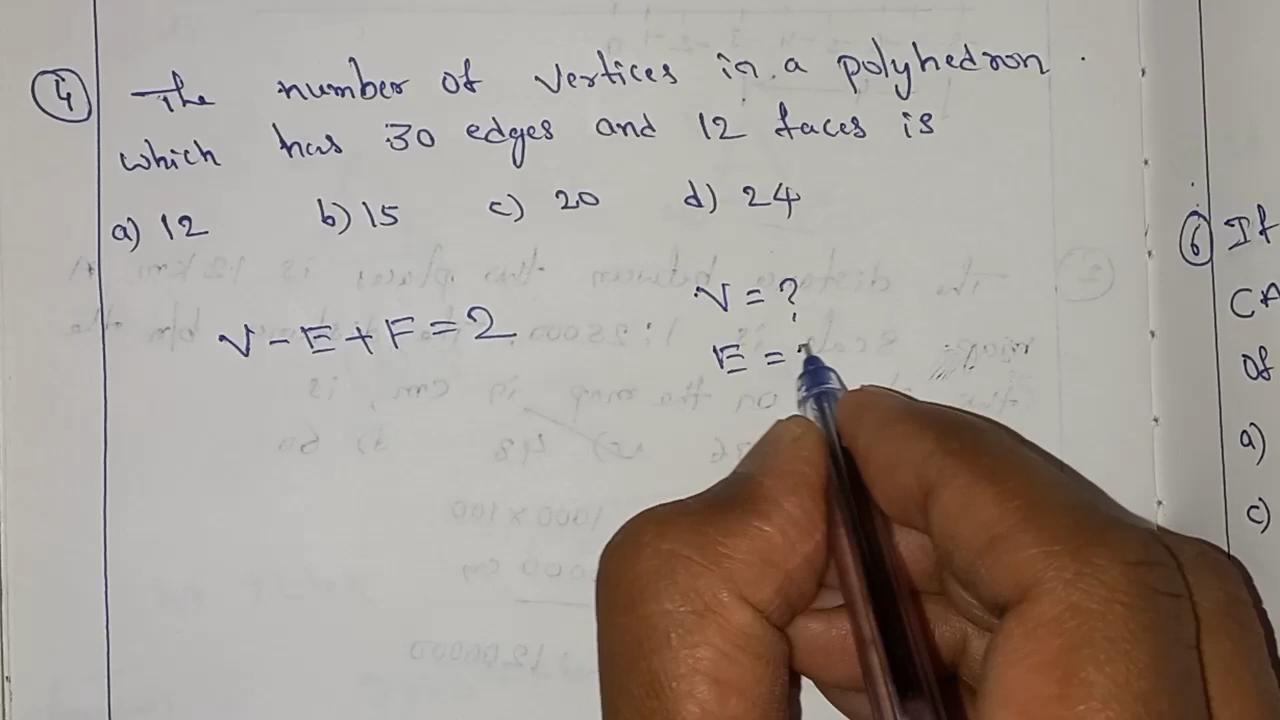 4 The number of vertices in a polyhedron
which has 30 edges and 12 faces is
a) 12 b) 15 c) 20 d) 24
V - E + F = 2
V = ?
E =
6 If
CA
Of
a)
c)